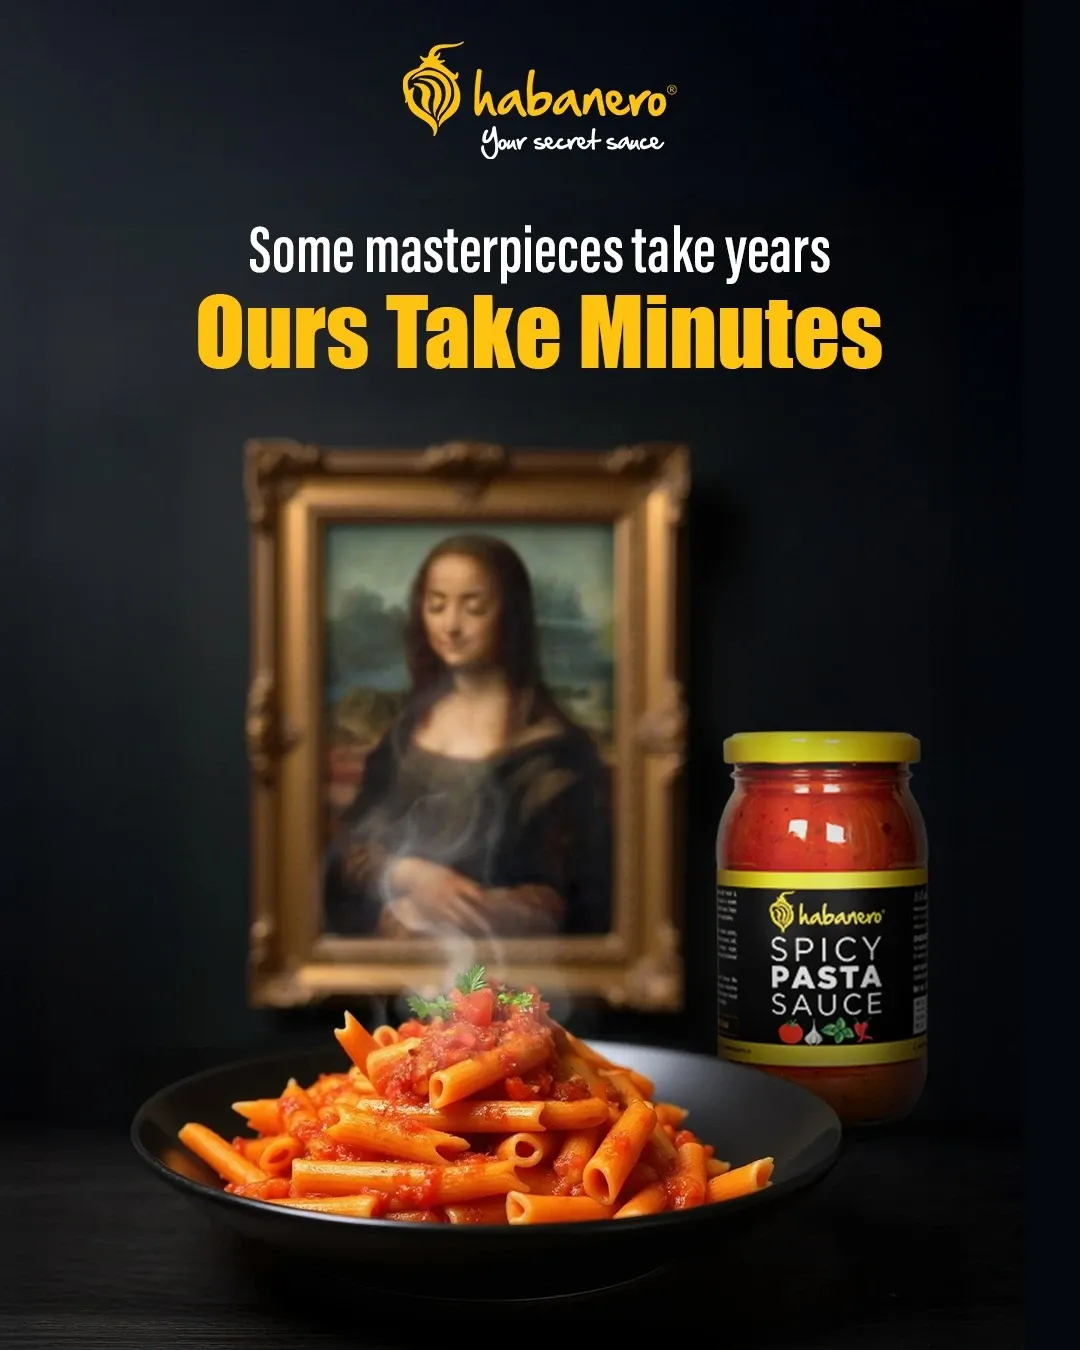 habanero®
Your secret sauce
Some masterpieces take years
Ours Take Minutes
habanero®
SPICY
PASTA
SAUCE